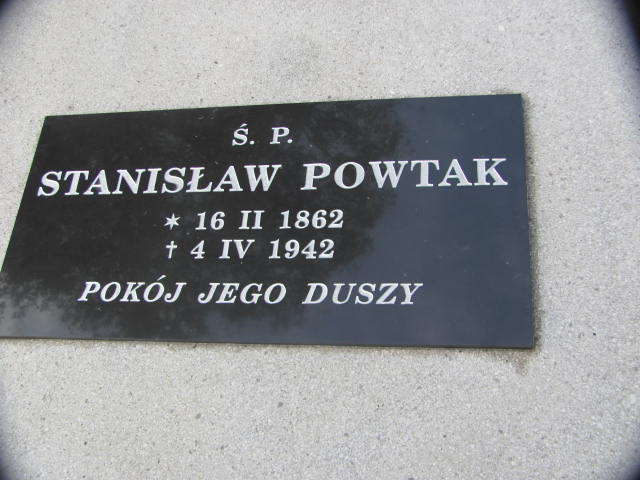 Ś. P.
STANISŁAW POWTAK
✶ 16 II 1862
† 4 IV 1942
POKÓJ JEGO DUSZY